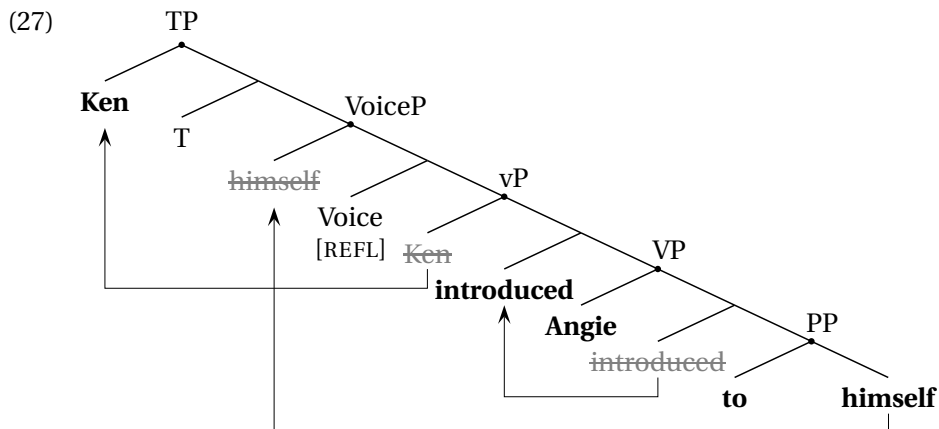 (27) TP
Ken
T
VoiceP
himself
Voice
[REFL]
vP
Ken
introduced
VP
Angie
introduced
PP
to
himself